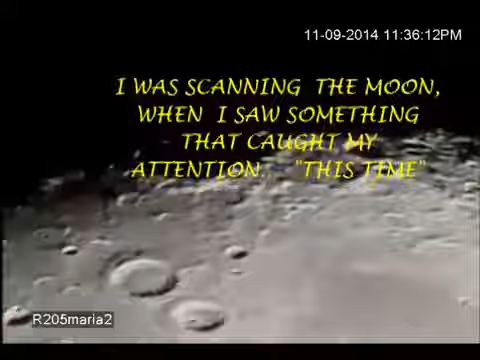 11-09-2014 11:36:12PM
I WAS SCANNING THE MOON,
WHEN I SAW SOMETHING
THAT CAUGHT MY
ATTENTION. "THIS TIME"
R205maria2